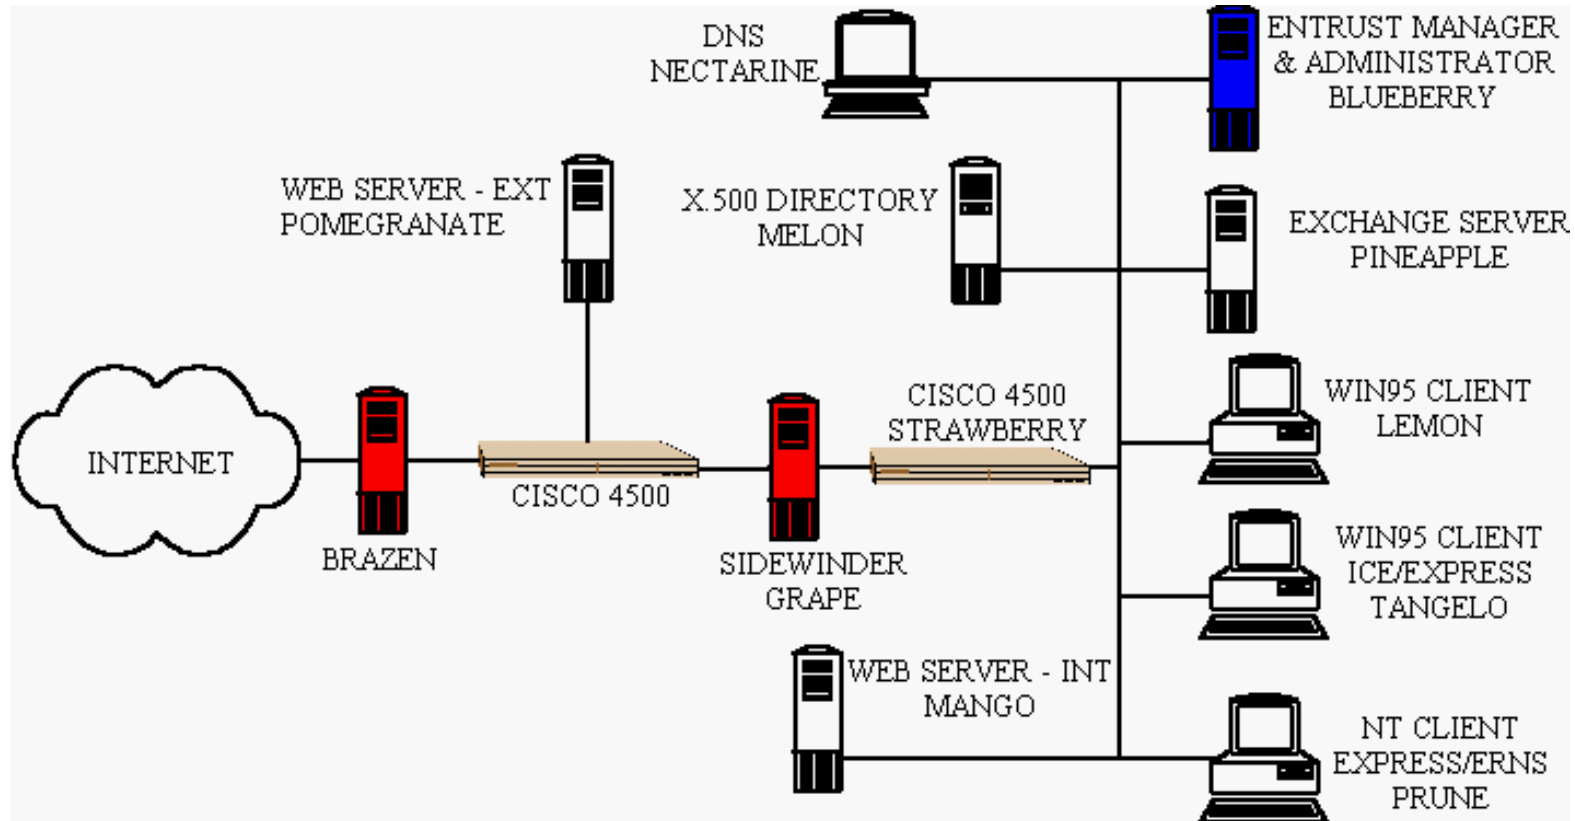 DNS
NECTARINE
ENTRUST MANAGER
& ADMINISTRATOR
BLUEBERRY
WEB SERVER - EXT
POMEGRANATE
X.500 DIRECTORY
MELON
EXCHANGE SERVER
PINEAPPLE
INTERNET
BRAZEN
CISCO 4500
SIDEWINDER
GRAPE
CISCO 4500
STRAWBERRY
WIN95 CLIENT
LEMON
WIN95 CLIENT
ICE/EXPRESS
TANGELO
WEB SERVER - INT
MANGO
NT CLIENT
EXPRESS/ERNS
PRUNE